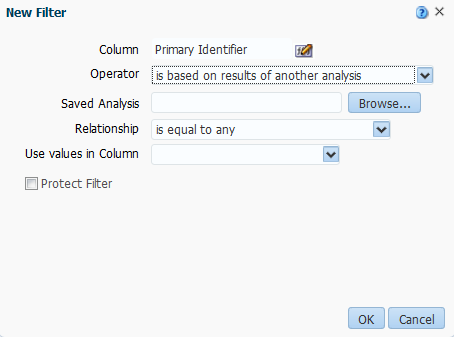 New Filter
Column Primary Identifier
Operator is based on results of another analysis
Saved Analysis Browse...
Relationship is equal to any
Use values in Column
Protect Filter
OK Cancel